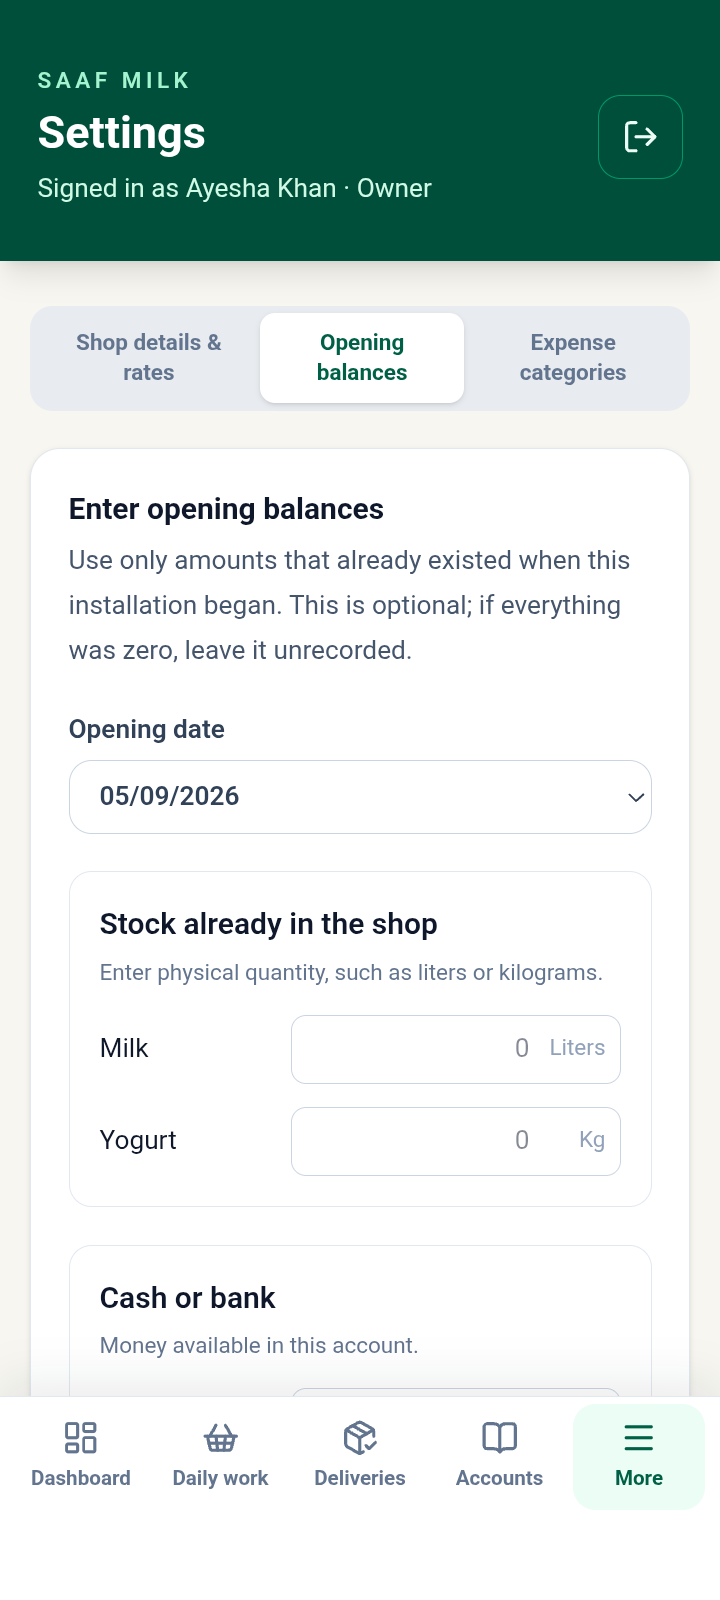 SAAF MILK
Settings
Signed in as Ayesha Khan · Owner
Shop details &
rates
Opening
balances
Expense
categories
Enter opening balances
Use only amounts that already existed when this
installation began. This is optional; if everything
was zero, leave it unrecorded.
Opening date
05/09/2026
Stock already in the shop
Enter physical quantity, such as liters or kilograms.
Milk
0 Liters
Yogurt
0 Kg
Cash or bank
Money available in this account.
Dashboard
Daily work
Deliveries
Accounts
More